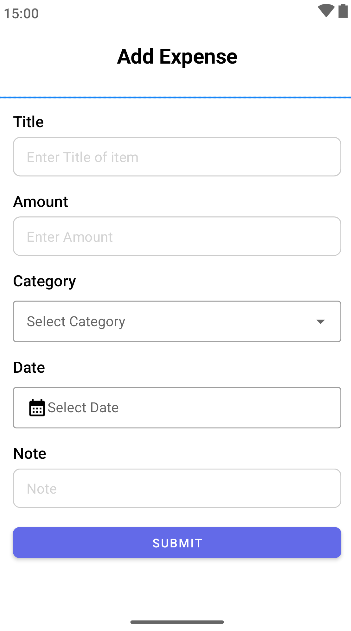 15:00
Add Expense
Title
Enter Title of item
Amount
Enter Amount
Category
Select Category
Date
Select Date
Note
Note
SUBMIT